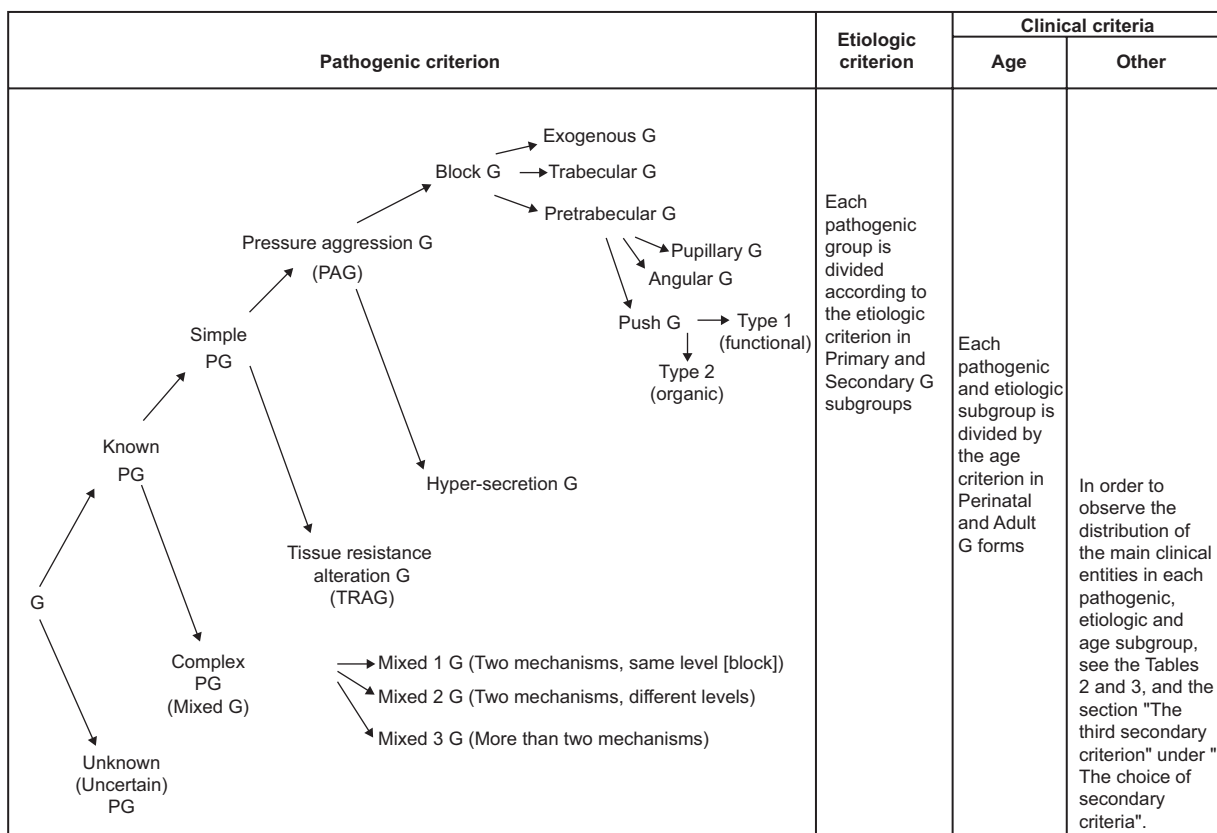 Pathogenic criterion
Etiologic
criterion
Clinical criteria
Age
Other
Exogenous G
Block G
Trabecular G
Pretrabecular G
Pressure aggression G
(PAG)
Pupillary G
Angular G
Push G
Type 1
(functional)
Type 2
(organic)
Simple
PG
Known
PG
Hyper-secretion G
Tissue resistance
alteration G
(TRAG)
G
Complex
PG
(Mixed G)
Mixed 1 G (Two mechanisms, same level [block])
Mixed 2 G (Two mechanisms, different levels)
Mixed 3 G (More than two mechanisms)
Unknown
(Uncertain)
PG
Each
pathogenic
group is
divided
according to
the etiologic
criterion in
Primary and
Secondary G
subgroups
Each
pathogenic
and etiologic
subgroup is
divided by
the age
criterion in
Perinatal
and Adult
G forms
In order to
observe the
distribution of
the main clinical
entities in each
pathogenic,
etiologic and
age subgroup,
see the Tables
2 and 3, and the
section "The
third secondary
criterion" under "
The choice of
secondary
criteria".